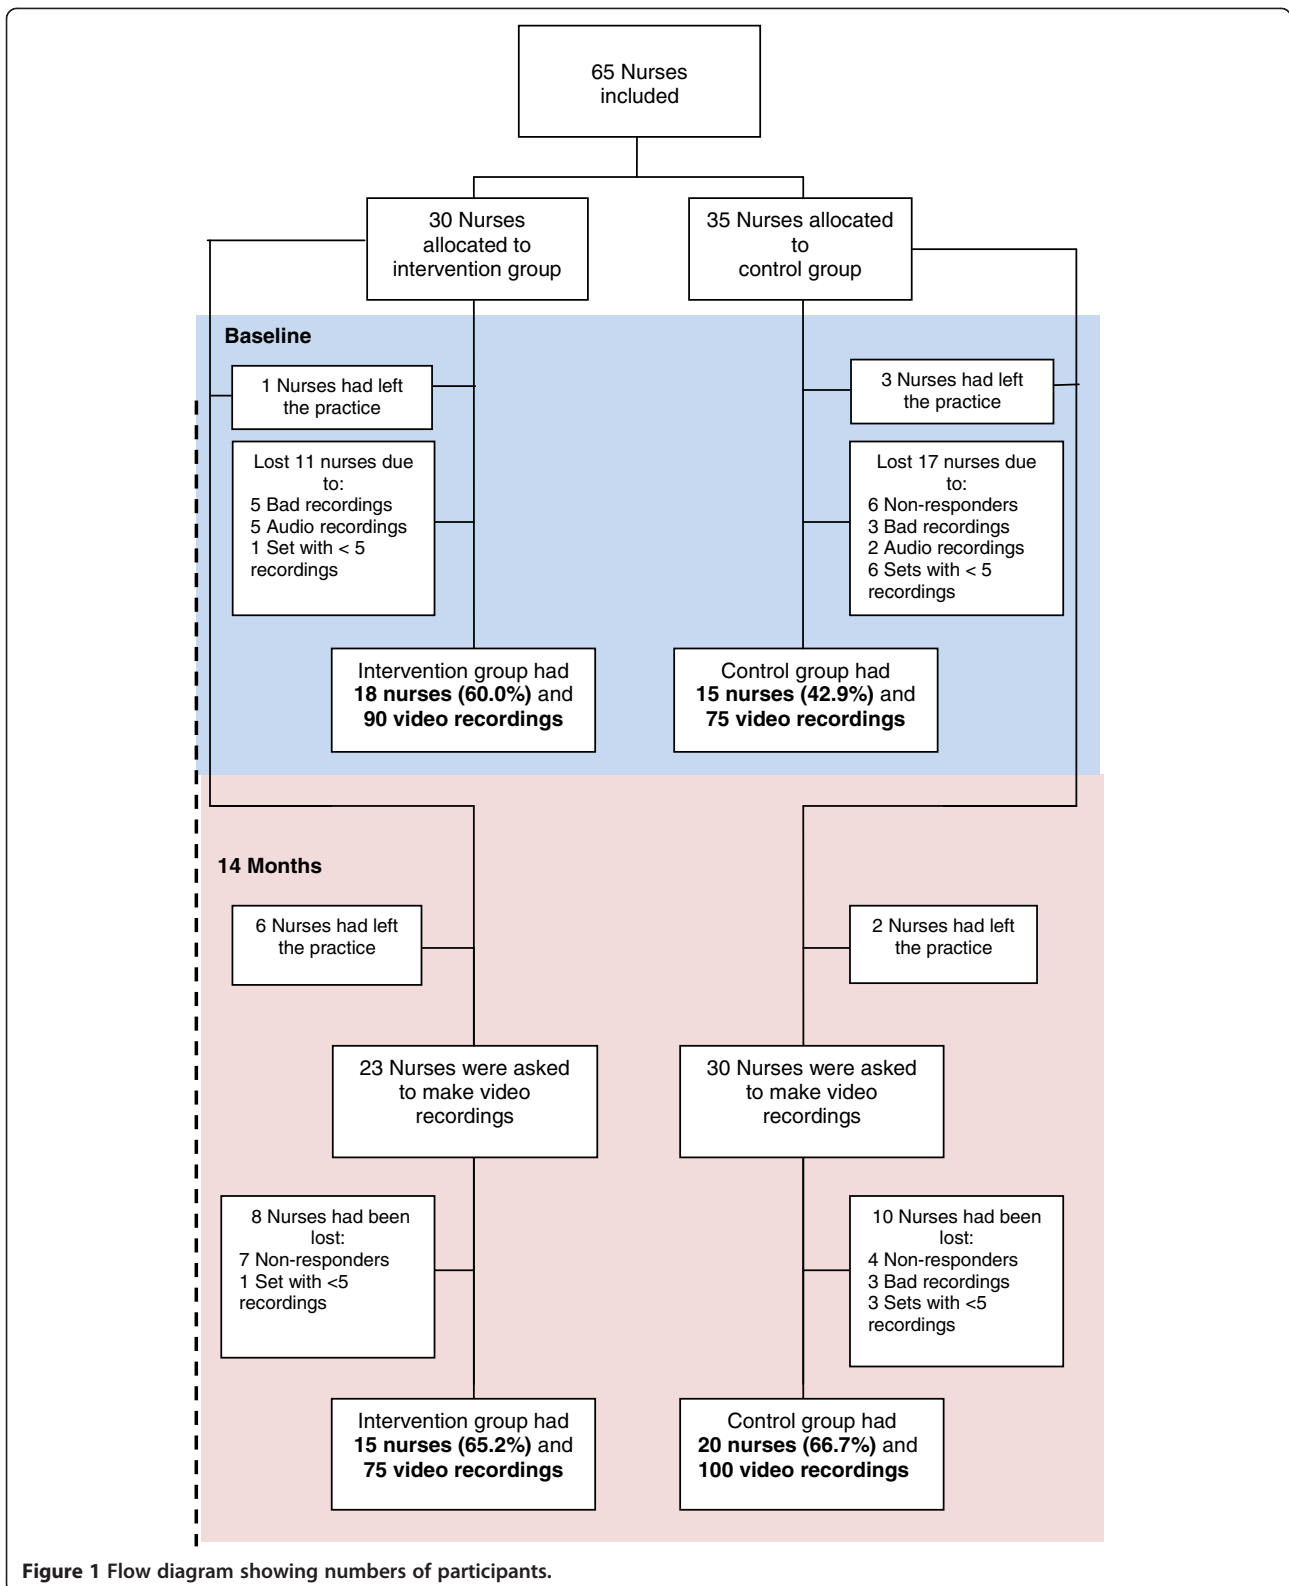 65 Nurses
included
30 Nurses
allocated to
intervention group
35 Nurses allocated
to
control group
Baseline
1 Nurses had left
the practice
3 Nurses had left
the practice
Lost 11 nurses due
to:
5 Bad recordings
5 Audio recordings
1 Set with < 5
recordings
Lost 17 nurses due
to:
6 Non-responders
3 Bad recordings
2 Audio recordings
6 Sets with < 5
recordings
Intervention group had
18 nurses (60.0%) and
90 video recordings
Control group had
15 nurses (42.9%) and
75 video recordings
14 Months
6 Nurses had left
the practice
2 Nurses had left
the practice
23 Nurses were asked
to make video
recordings
30 Nurses were asked
to make video
recordings
8 Nurses had been
lost:
7 Non-responders
1 Set with <5
recordings
10 Nurses had been
lost:
4 Non-responders
3 Bad recordings
3 Sets with <5
recordings
Intervention group had
15 nurses (65.2%) and
75 video recordings
Control group had
20 nurses (66.7%) and
100 video recordings
Figure 1 Flow diagram showing numbers of participants.